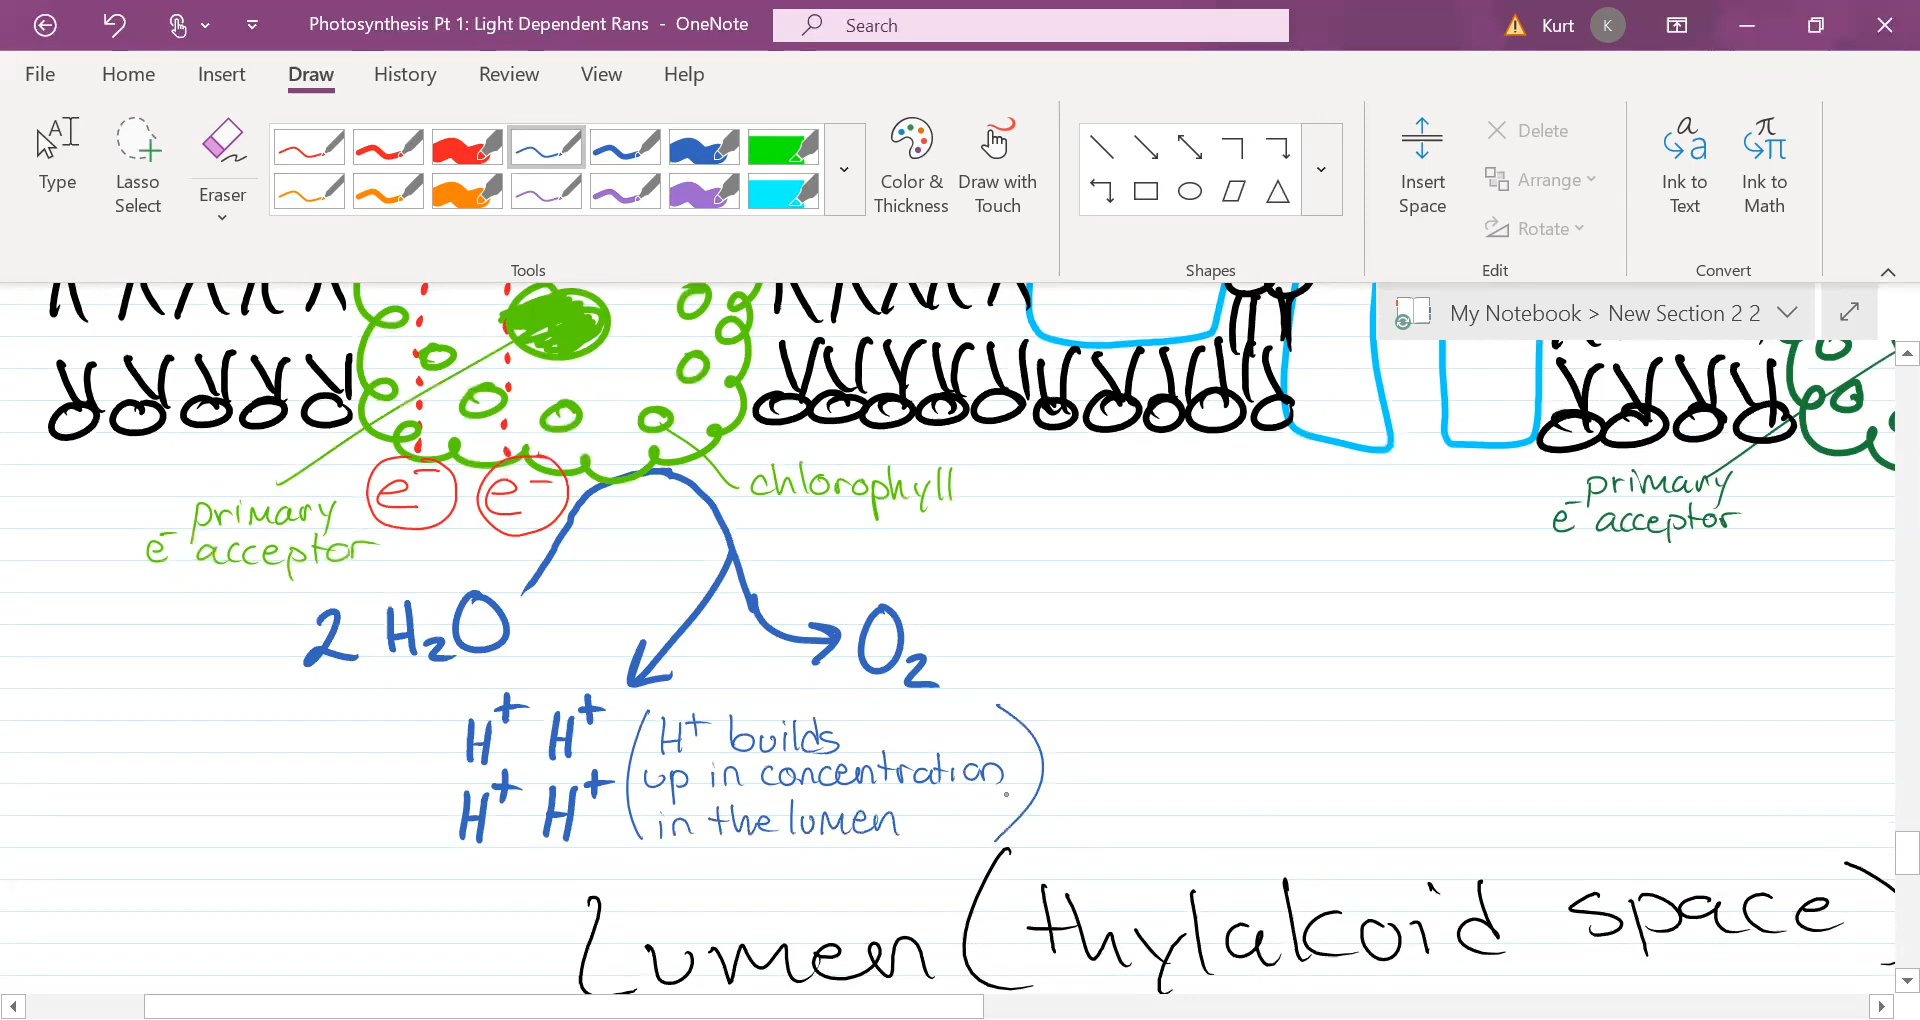 Photosynthesis Pt 1: Light Dependent Rxns - OneNote
Search
Kurt
K
File Home Insert Draw History Review View Help
Type
Lasso Select
Eraser
Color & Thickness
Draw with Touch
Insert Space
Delete
Arrange
Rotate
Ink to Text
Ink to Math
Tools
Shapes
Edit
Convert
My Notebook > New Section 2 2
e⁻ e⁻
chlorophyll
primary
e⁻ acceptor
primary
e⁻ acceptor
2 H₂O
O₂
H⁺ H⁺
H⁺ H⁺
(H⁺ builds
up in concentration
in the lumen)
Lumen (thylakoid space)